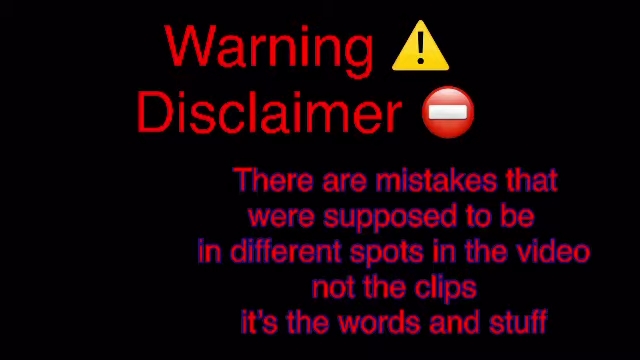 Warning ⚠️
Disclaimer ⛔
There are mistakes that
were supposed to be
in different spots in the video
not the clips
it's the words and stuff